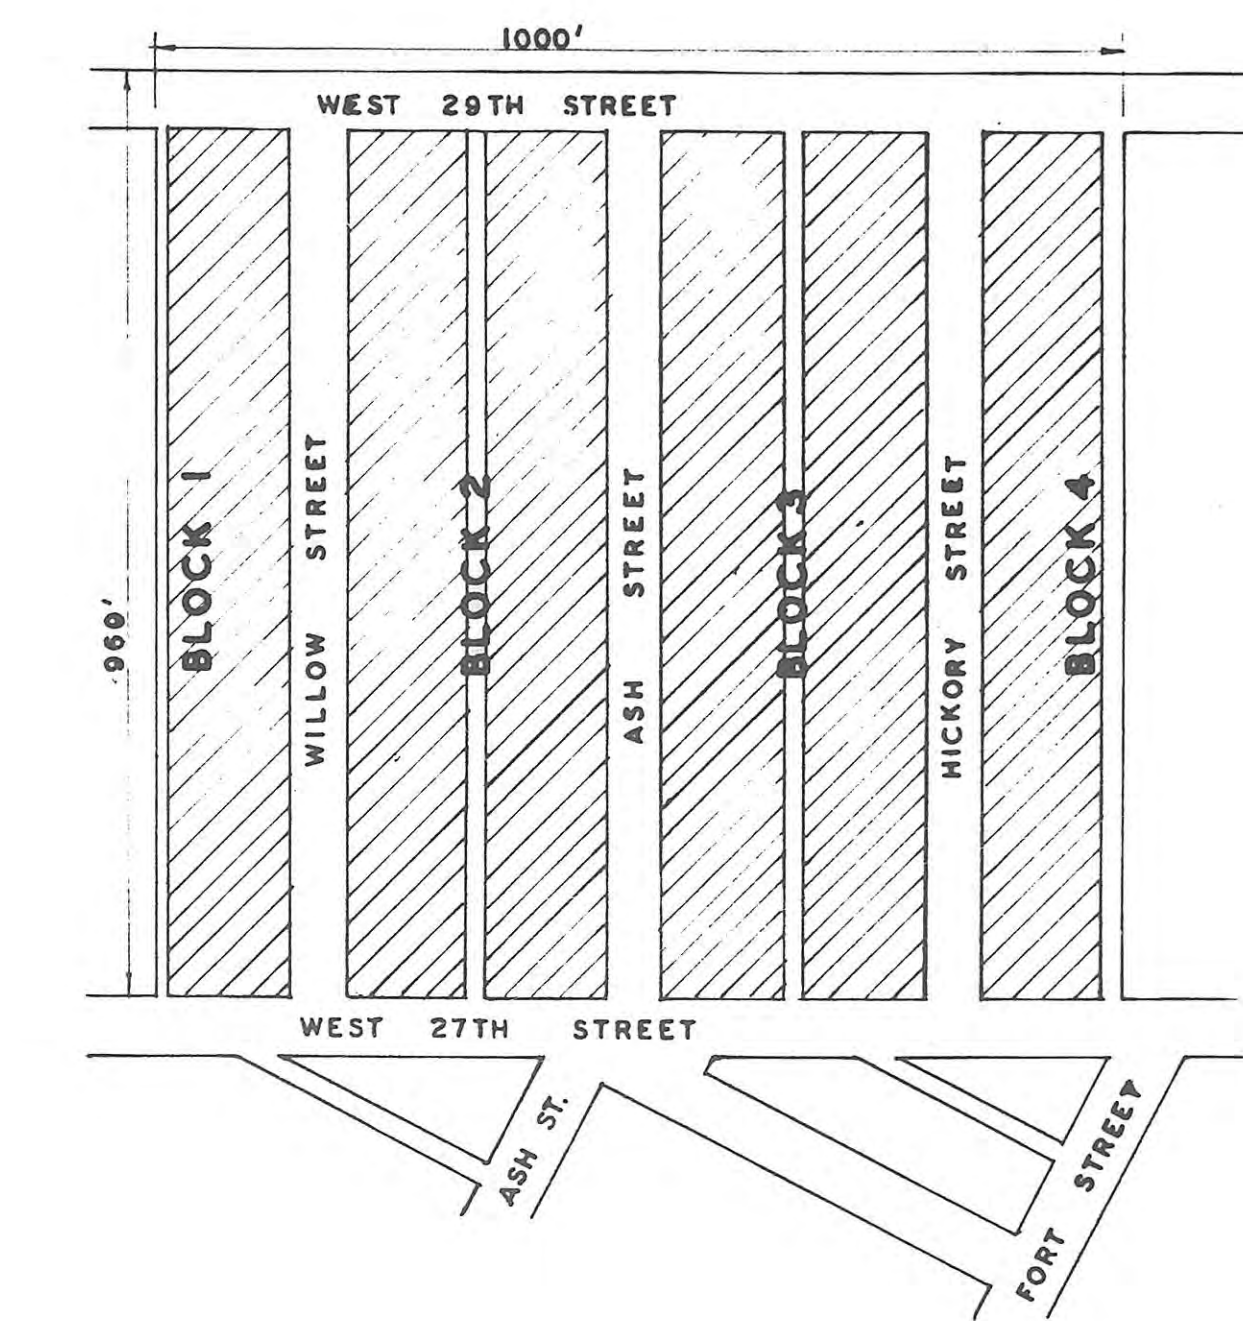 1000'
WEST 29TH STREET
960'
BLOCK 1
WILLOW STREET
BLOCK 2
ASH STREET
BLOCK 3
HICKORY STREET
BLOCK 4
WEST 27TH STREET
ASH ST.
FORT STREET